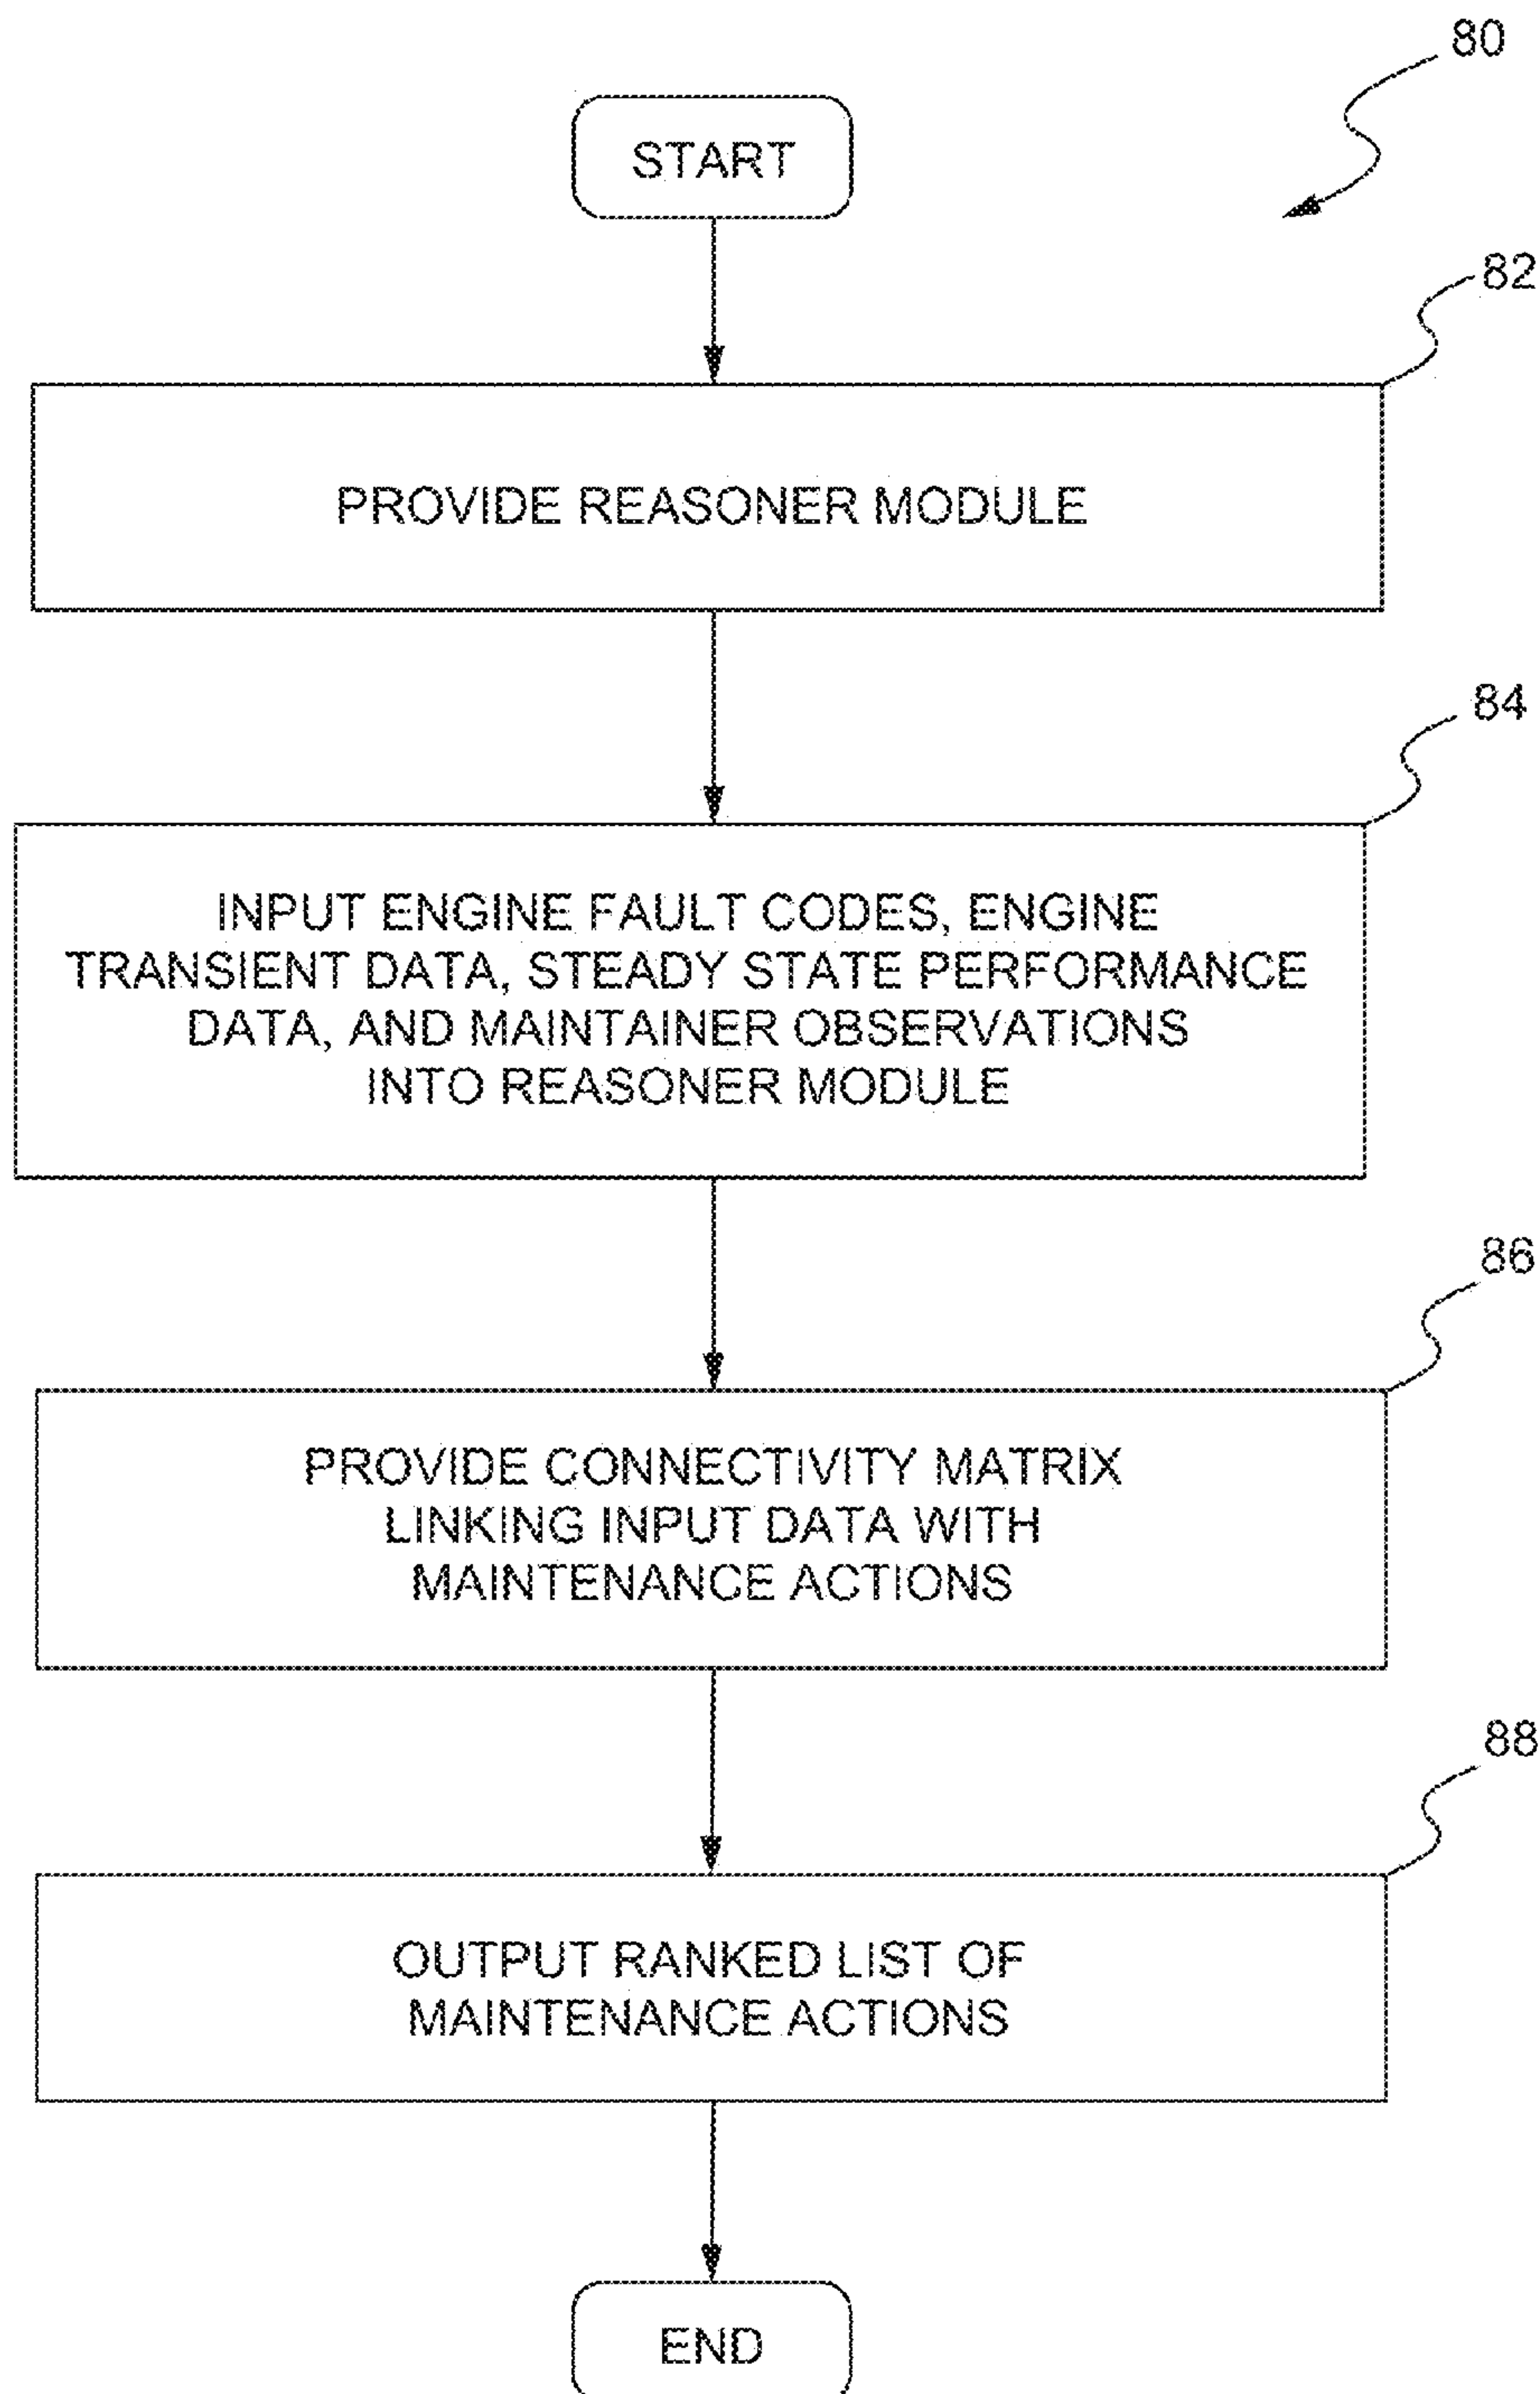 80
START
82
PROVIDE REASONER MODULE
84
INPUT ENGINE FAULT CODES, ENGINE
TRANSIENT DATA, STEADY STATE PERFORMANCE
DATA, AND MAINTAINER OBSERVATIONS
INTO REASONER MODULE
86
PROVIDE CONNECTIVITY MATRIX
LINKING INPUT DATA WITH
MAINTENANCE ACTIONS
88
OUTPUT RANKED LIST OF
MAINTENANCE ACTIONS
END